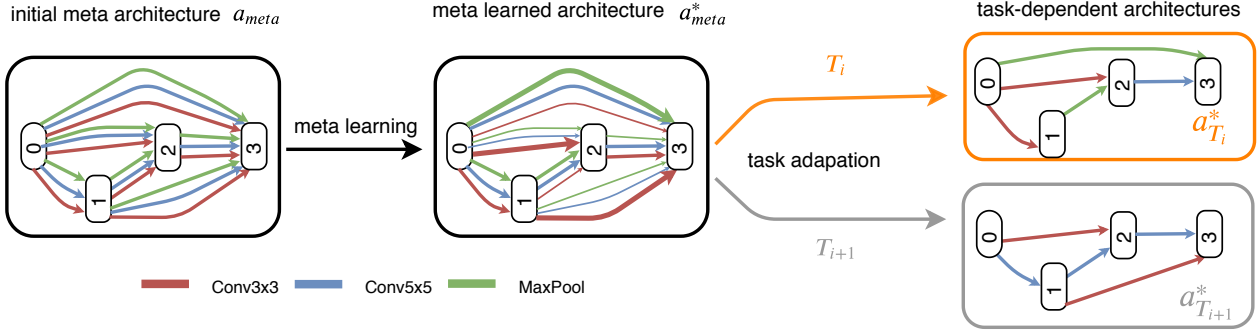 initial meta architecture a_meta
meta learned architecture a*_meta
task-dependent architectures
0
1
2
3
meta learning
0
1
2
3
T_i
task adapation
T_{i+1}
0
1
2
3
a*_{T_i}
0
1
2
3
a*_{T_{i+1}}
Conv3x3
Conv5x5
MaxPool